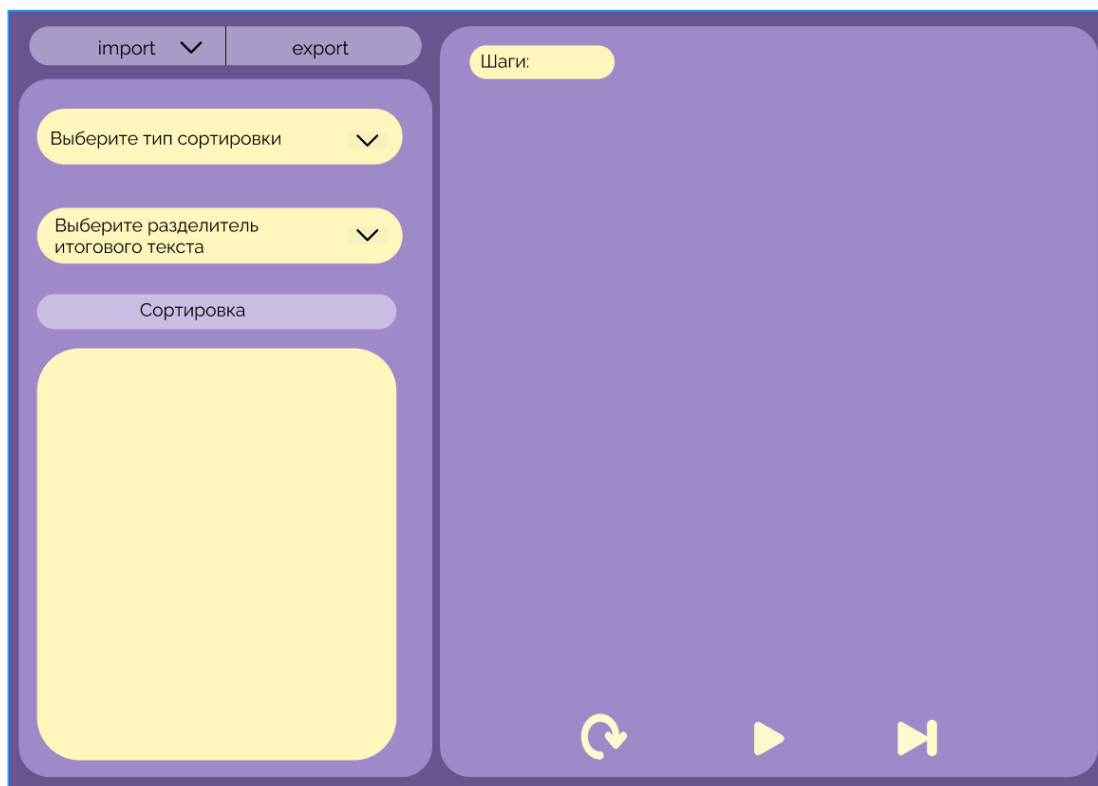 import
export
Шаги:
Выберите тип сортировки
Выберите разделитель
итогового текста
Сортировка